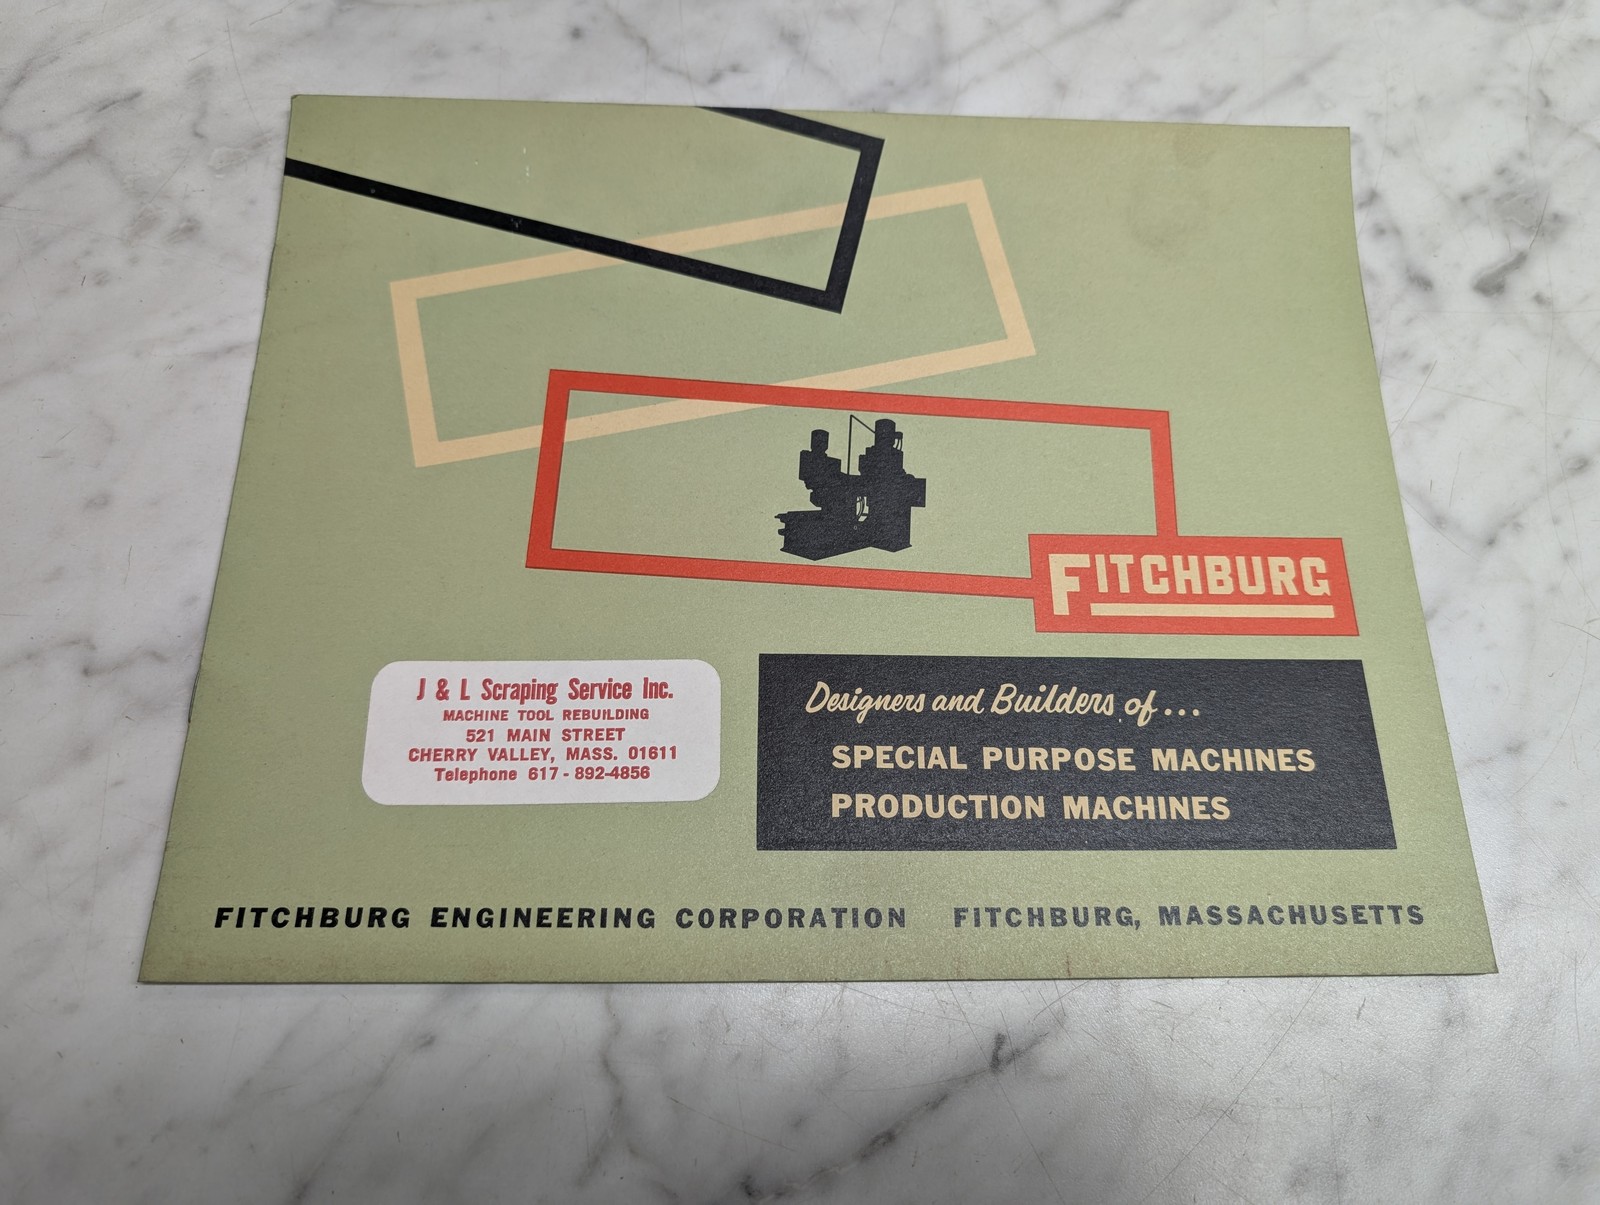 FITCHBURG
J & L Scraping Service Inc.
MACHINE TOOL REBUILDING
521 MAIN STREET
CHERRY VALLEY, MASS. 01611
Telephone 617-892-4856
Designers and Builders of...
SPECIAL PURPOSE MACHINES
PRODUCTION MACHINES
FITCHBURG ENGINEERING CORPORATION FITCHBURG, MASSACHUSETTS